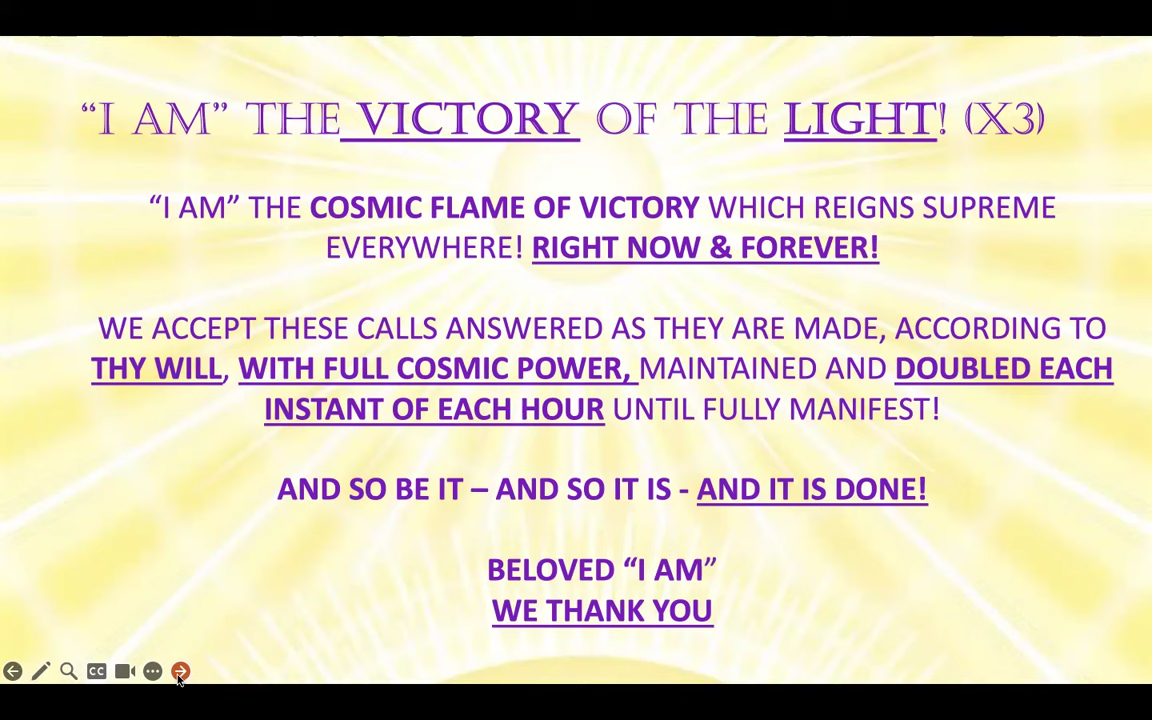 “I AM” THE VICTORY OF THE LIGHT! (X3)
“I AM” THE COSMIC FLAME OF VICTORY WHICH REIGNS SUPREME
EVERYWHERE! RIGHT NOW & FOREVER!
WE ACCEPT THESE CALLS ANSWERED AS THEY ARE MADE, ACCORDING TO
THY WILL, WITH FULL COSMIC POWER, MAINTAINED AND DOUBLED EACH
INSTANT OF EACH HOUR UNTIL FULLY MANIFEST!
AND SO BE IT – AND SO IT IS - AND IT IS DONE!
BELOVED “I AM”
WE THANK YOU
CC